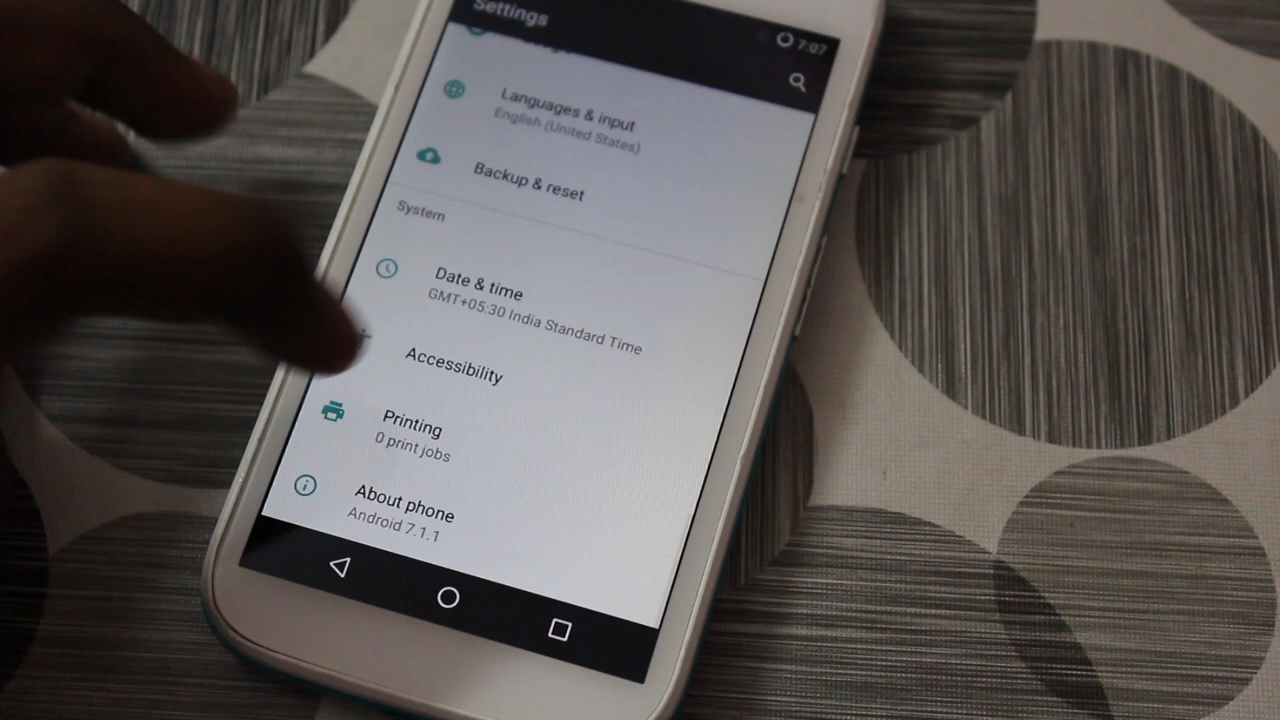 Settings
7:07
Languages & input
English (United States)
Backup & reset
System
Date & time
GMT+05:30 India Standard Time
Accessibility
Printing
0 print jobs
About phone
Android 7.1.1